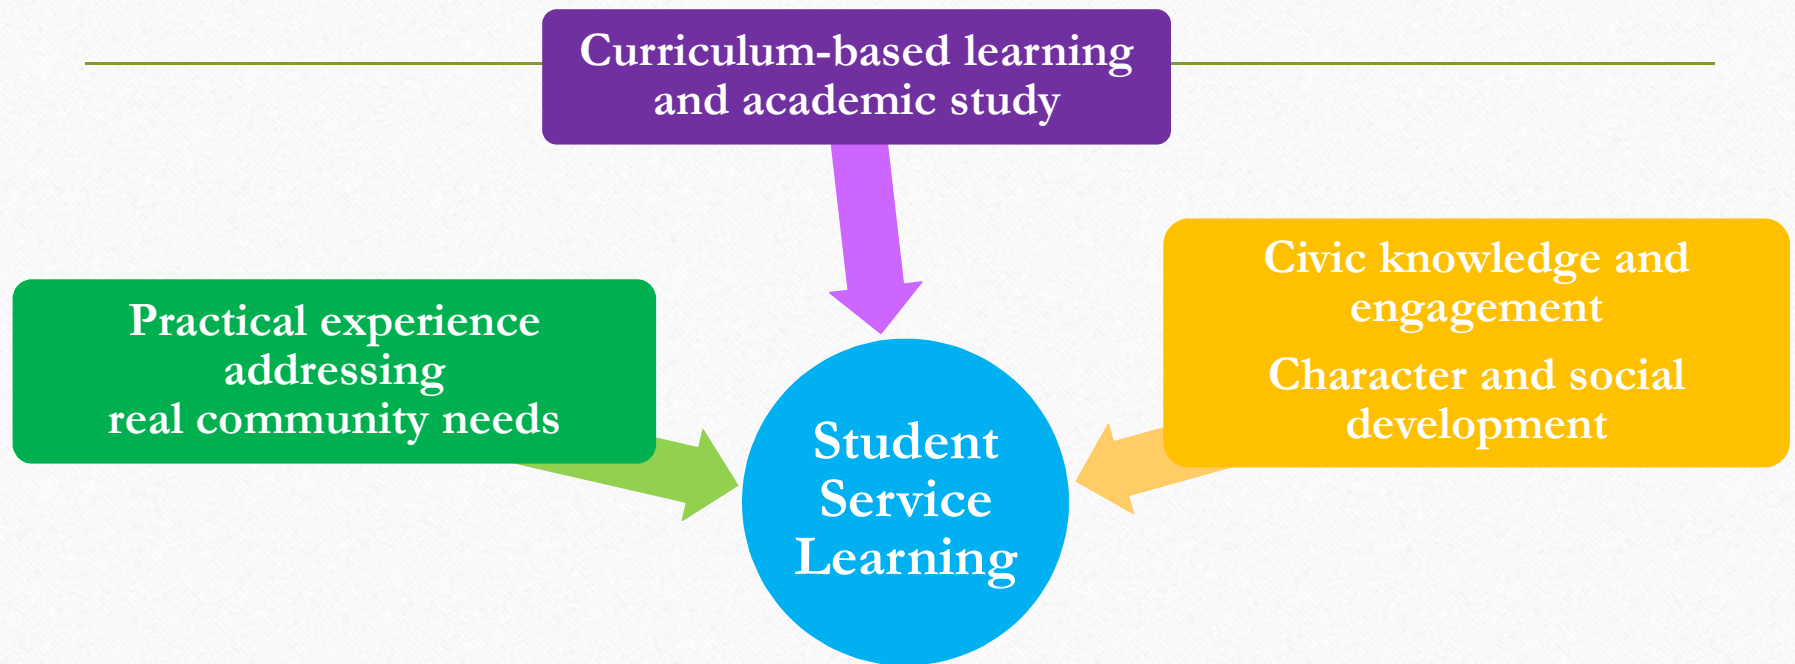 Curriculum-based learning
and academic study
Practical experience
addressing
real community needs
Civic knowledge and
engagement
Character and social
development
Student
Service
Learning